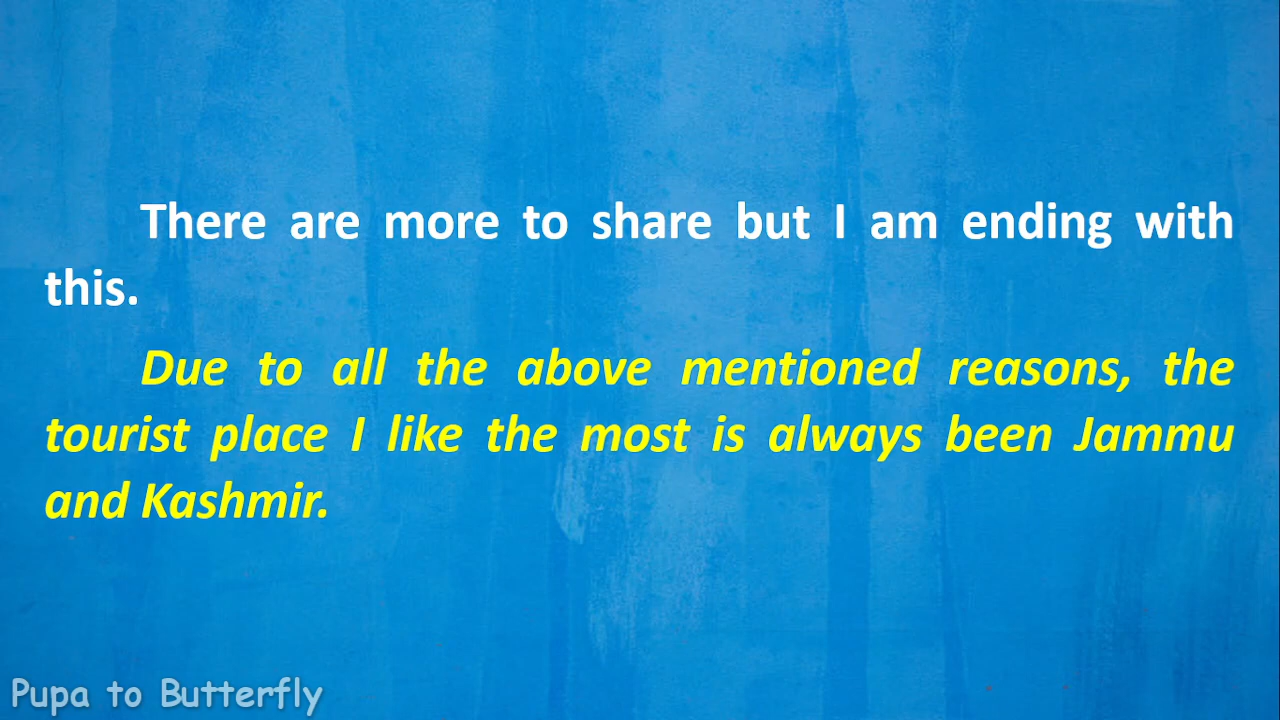 There are more to share but I am ending with
this.
Due to all the above mentioned reasons, the
tourist place I like the most is always been Jammu
and Kashmir.
Pupa to Butterfly